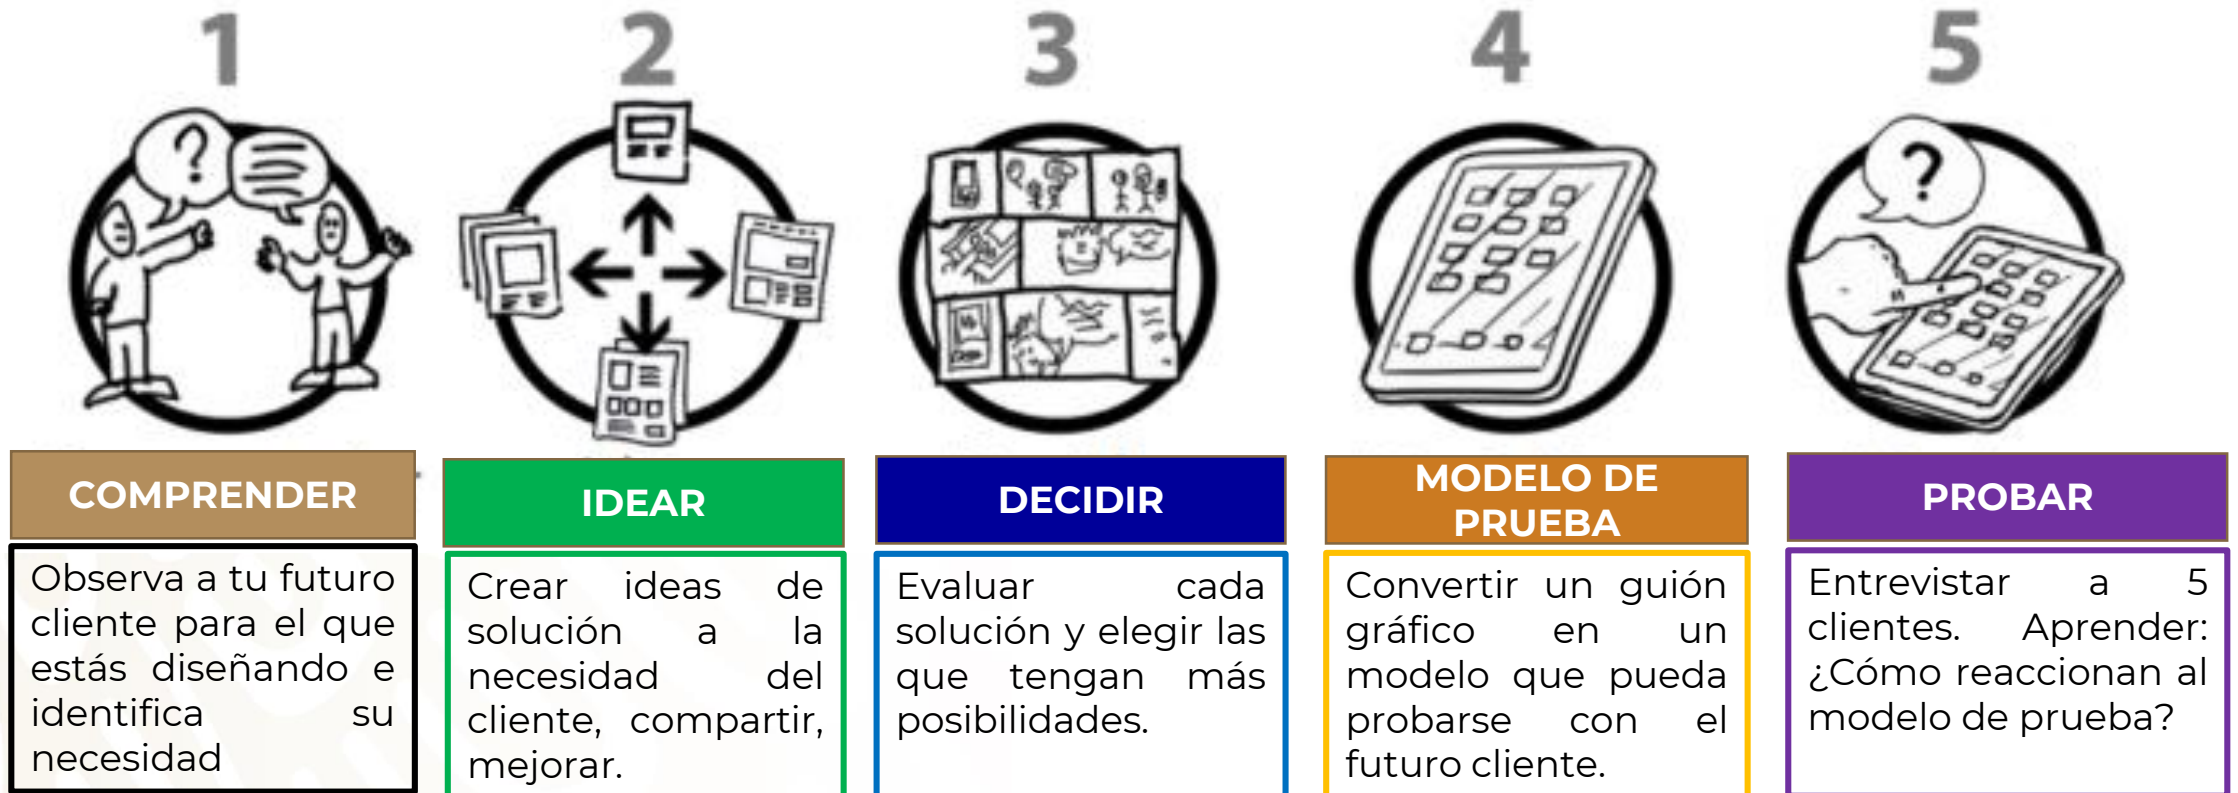 1
2
3
4
5
?
?
COMPRENDER
Observa a tu futuro
cliente para el que
estás diseñando e
identifica su
necesidad
IDEAR
Crear ideas de
solución a la
necesidad del
cliente, compartir,
mejorar.
DECIDIR
Evaluar cada
solución y elegir las
que tengan más
posibilidades.
MODELO DE
PRUEBA
Convertir un guión
gráfico en un
modelo que pueda
probarse con el
futuro cliente.
PROBAR
Entrevistar a 5
clientes. Aprender:
¿Cómo reaccionan al
modelo de prueba?